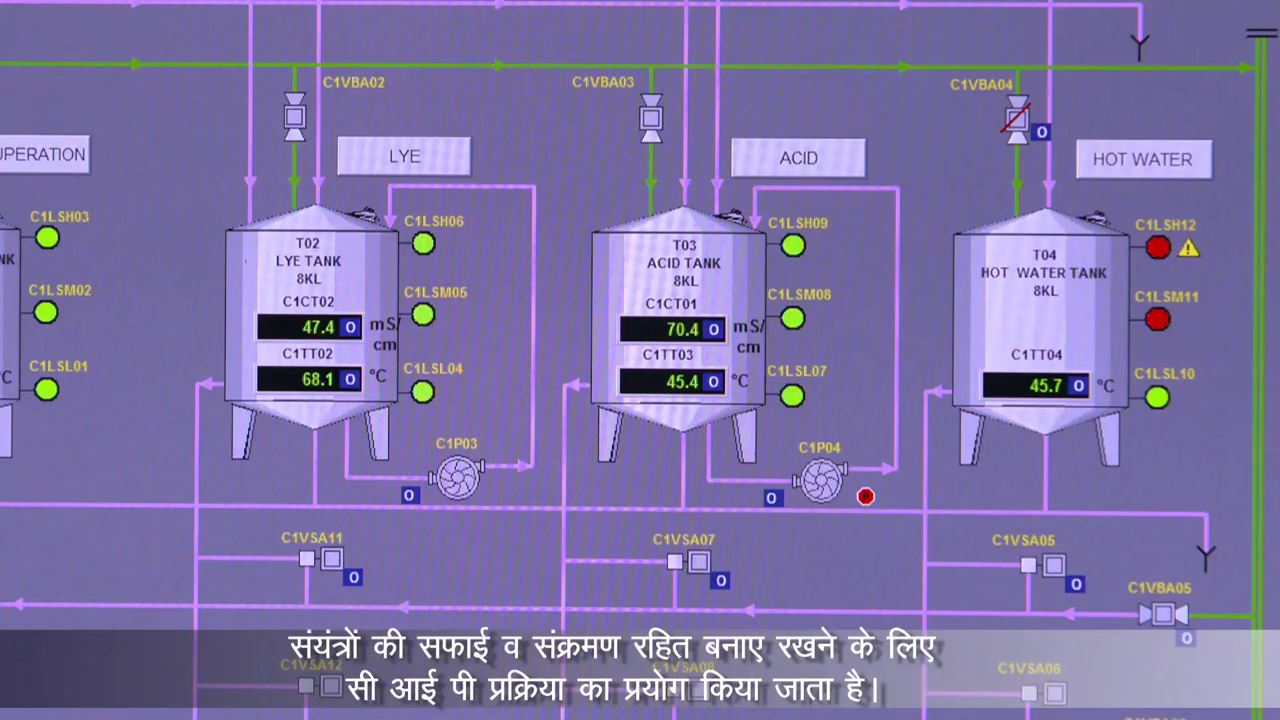 C1VBA02
C1VBA03
C1VBA04
O
UPERATION
LYE
ACID
HOT WATER
C1LSH03
C1LSH06
C1LSH09
C1LSH12
NK
T02
LYE TANK
8KL
C1CT02
47.4 O
mS/
cm
C1TT02
68.1 O
°C
T03
ACID TANK
8KL
C1CT01
70.4 O
mS/
cm
C1TT03
45.4 O
°C
T04
HOT WATER TANK
8KL
C1TT04
45.7 O
°C
C1LSM02
C1LSM05
C1LSM08
C1LSM11
°C
C1LSL01
C1LSL04
C1LSL07
C1LSL10
C1P03
O
C1P04
O
C1VSA11
O
C1VSA07
O
C1VSA05
O
C1VBA05
O
संयंत्रों की सफाई व संक्रमण रहित बनाए रखने के लिए
सी आई पी प्रक्रिया का प्रयोग किया जाता है।
C1VSA12
C1VSA08
C1VSA06